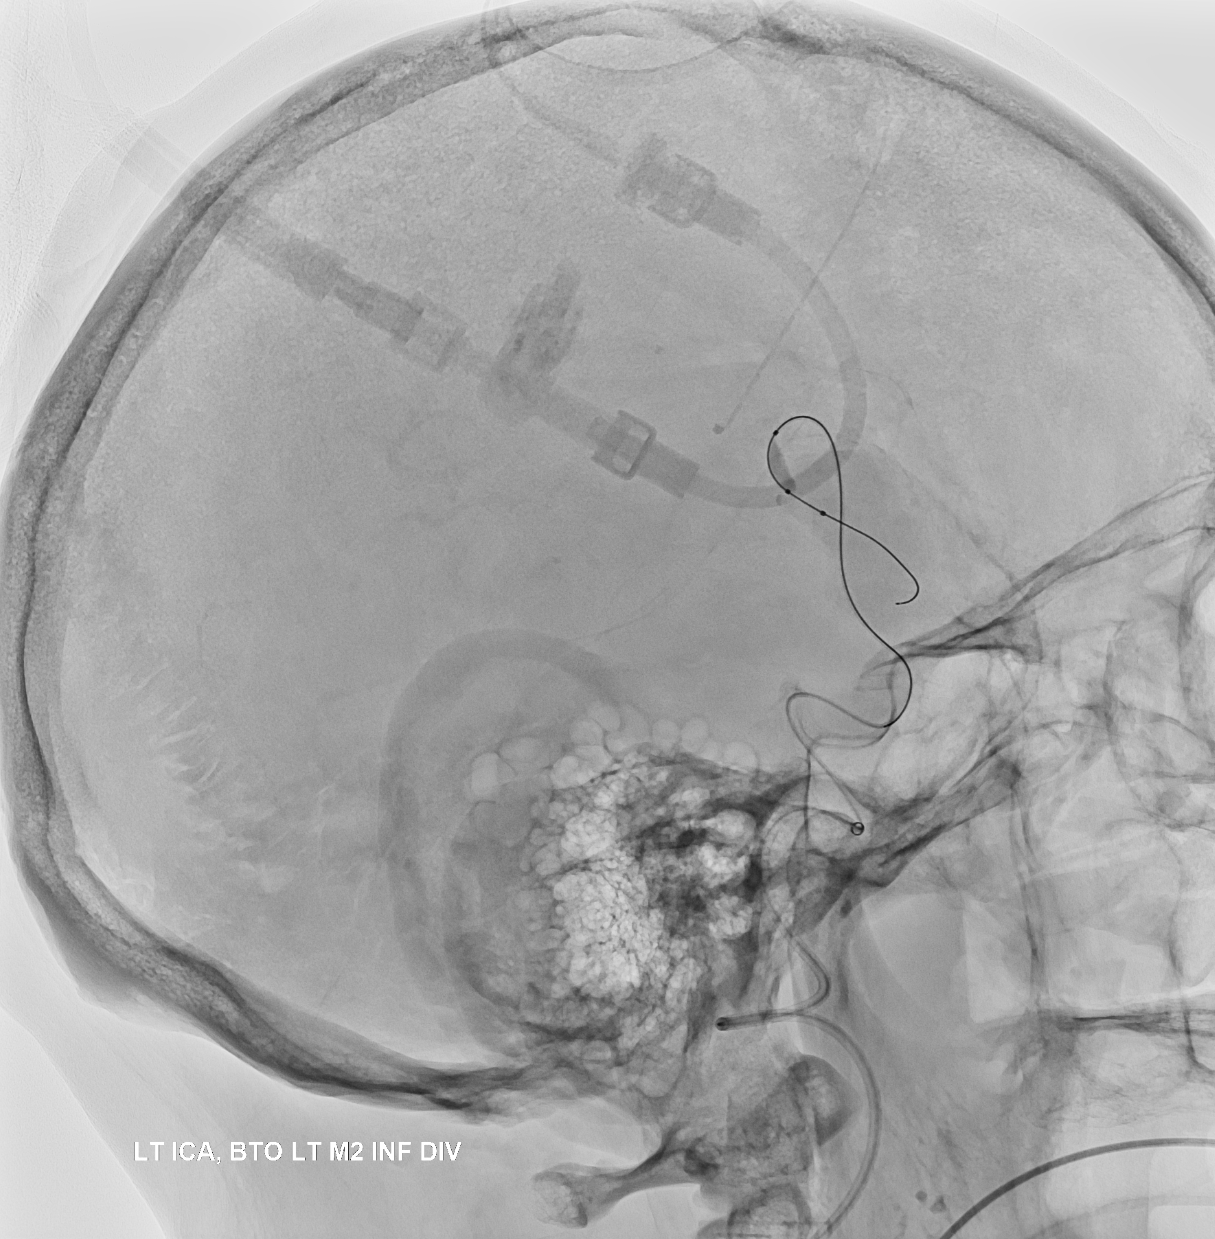 LT ICA, BTO LT M2 INF DIV